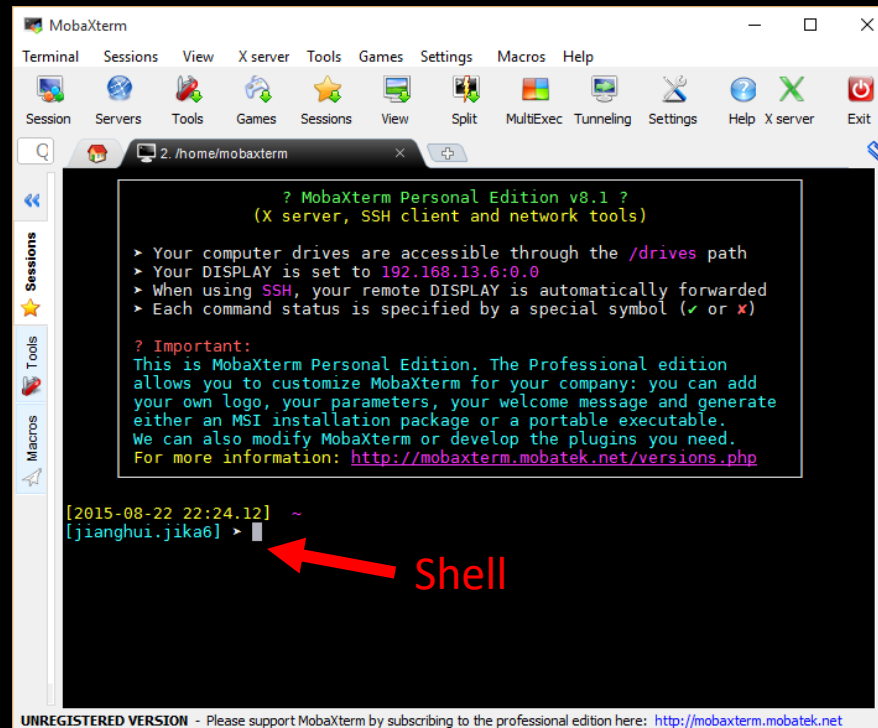 MobaXterm
Terminal Sessions View X server Tools Games Settings Macros Help
Session Servers Tools Games Sessions View Split MultiExec Tunneling Settings Help X server Exit
2. /home/mobaxterm
Sessions
Tools
Macros
? MobaXterm Personal Edition v8.1 ?
(X server, SSH client and network tools)
➤ Your computer drives are accessible through the /drives path
➤ Your DISPLAY is set to 192.168.13.6:0.0
➤ When using SSH, your remote DISPLAY is automatically forwarded
➤ Each command status is specified by a special symbol (✔ or ✘)
? Important:
This is MobaXterm Personal Edition. The Professional edition
allows you to customize MobaXterm for your company: you can add
your own logo, your parameters, your welcome message and generate
either an MSI installation package or a portable executable.
We can also modify MobaXterm or develop the plugins you need.
For more information: http://mobaxterm.mobatek.net/versions.php
[2015-08-22 22:24.12] ~
[jianghui.jika6] ➤
Shell
UNREGISTERED VERSION - Please support MobaXterm by subscribing to the professional edition here: http://mobaxterm.mobatek.net